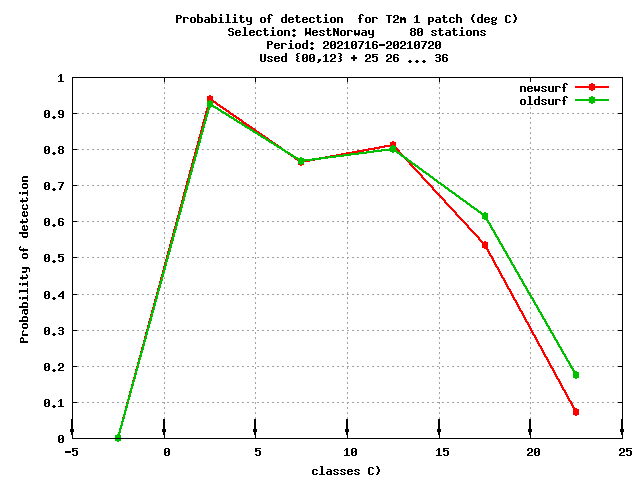 Probability of detection  for T2m 1 patch (deg C)
Selection: WestNorway     80 stations
Period: 20210716-20210720
Used {00,12} + 25 26 ... 36
newsurf
oldsurf
Probability of detection
1
0.9
0.8
0.7
0.6
0.5
0.4
0.3
0.2
0.1
0
-5 0 5 10 15 20 25
classes C)